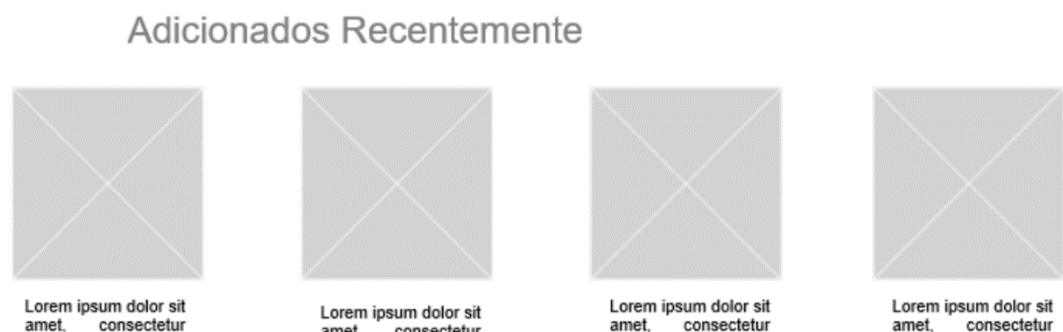 Adicionados Recentemente
Lorem ipsum dolor sit
amet, consectetur
Lorem ipsum dolor sit
amet, consectetur
Lorem ipsum dolor sit
amet, consectetur
Lorem ipsum dolor sit
amet, consectetur